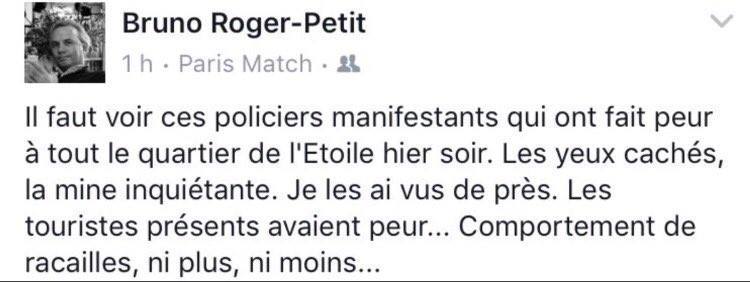 Bruno Roger-Petit
1 h · Paris Match ·
Il faut voir ces policiers manifestants qui ont fait peur
à tout le quartier de l'Etoile hier soir. Les yeux cachés,
la mine inquiétante. Je les ai vus de près. Les
touristes présents avaient peur... Comportement de
racailles, ni plus, ni moins...